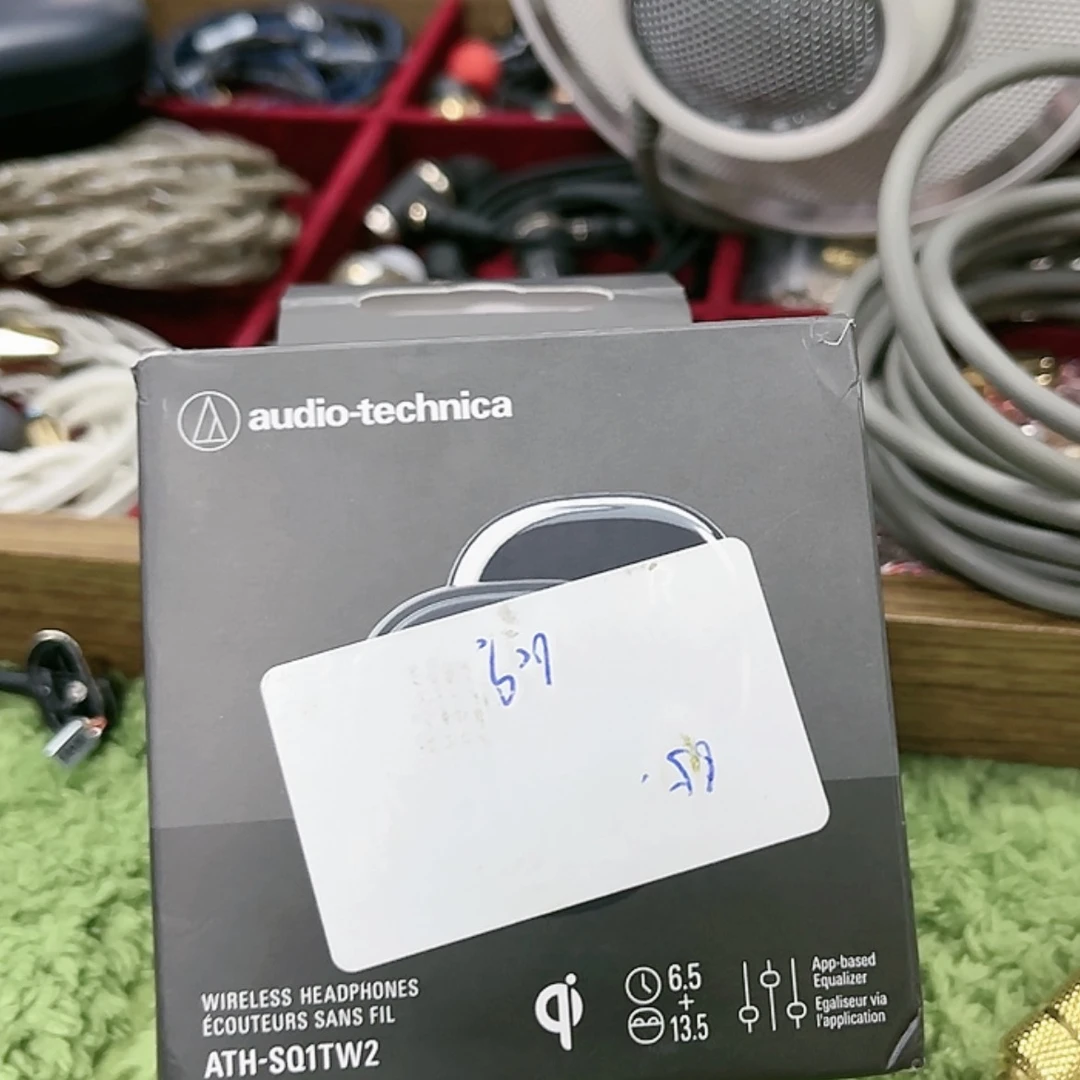 audio-technica
WIRELESS HEADPHONES
ÉCOUTEURS SANS FIL
ATH-SQ1TW2
qi
6.5
+
13.5
App-based
Equalizer
Egaliseur via
l'application